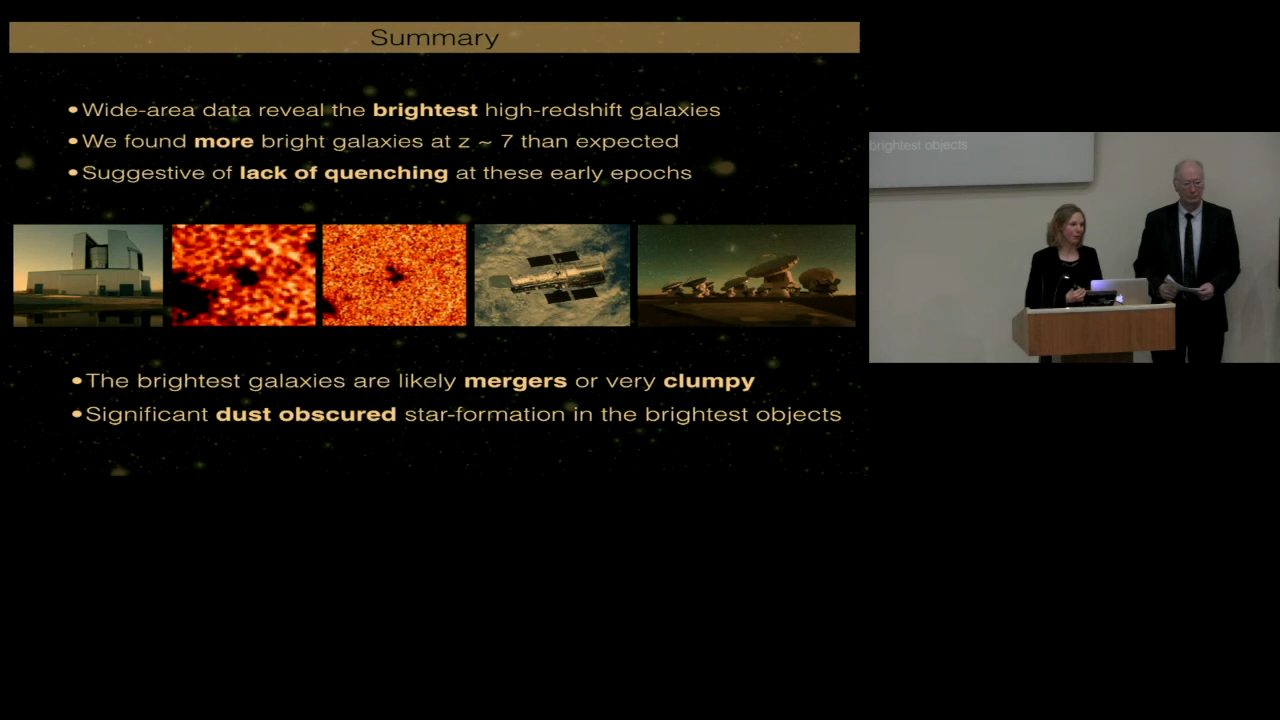 Summary
•Wide-area data reveal the brightest high-redshift galaxies
•We found more bright galaxies at z ~ 7 than expected
•Suggestive of lack of quenching at these early epochs
brightest objects
•The brightest galaxies are likely mergers or very clumpy
•Significant dust obscured star-formation in the brightest objects